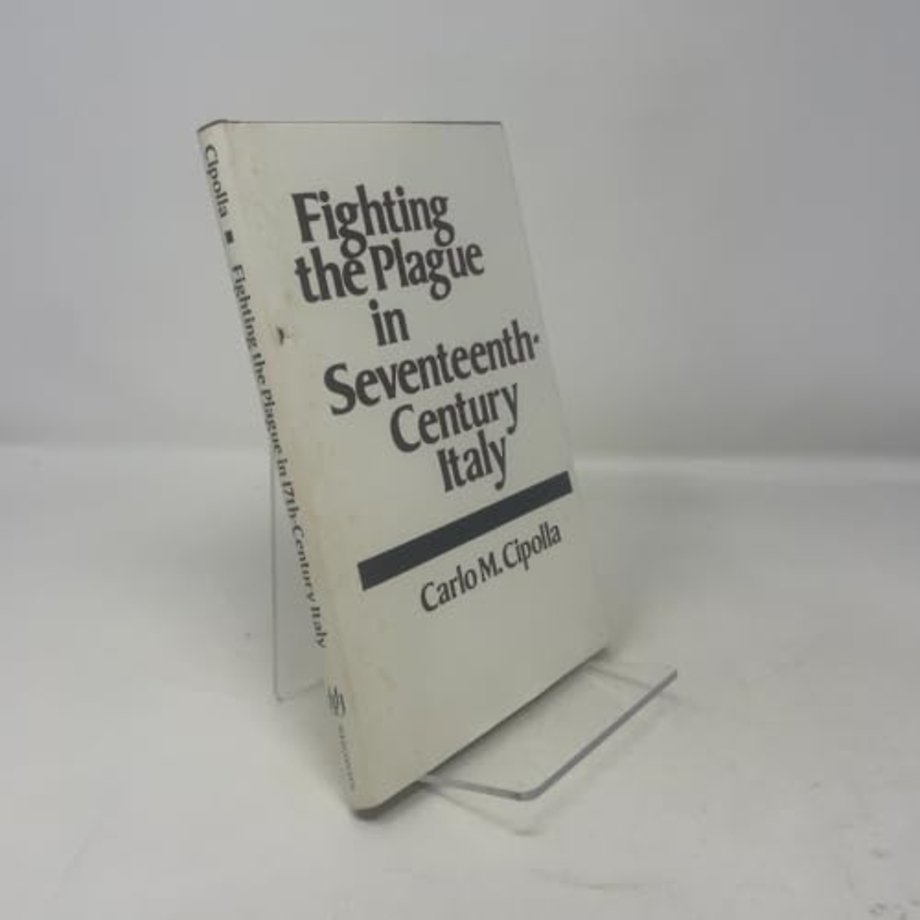 Fighting
the Plague
in
Seventeenth-
Century
Italy
Carlo M. Cipolla
Cipolla ■ Fighting the Plague in 17th-Century Italy